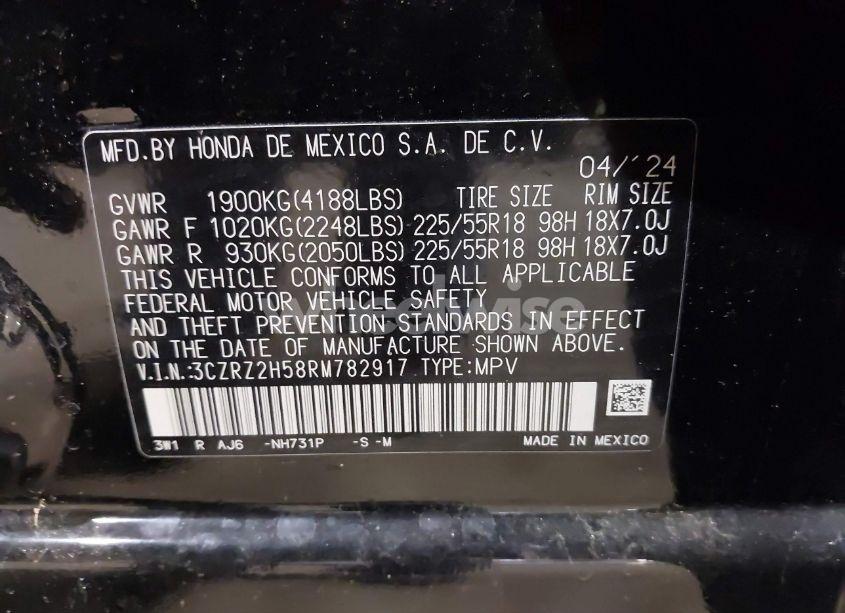 MFD.BY HONDA DE MEXICO S.A. DE C.V.
04/'24
GVWR 1900KG(4188LBS) TIRE SIZE RIM SIZE
GAWR F 1020KG(2248LBS) 225/55R18 98H 18X7.0J
GAWR R 930KG(2050LBS) 225/55R18 98H 18X7.0J
THIS VEHICLE CONFORMS TO ALL APPLICABLE
FEDERAL MOTOR VEHICLE SAFETY
AND THEFT PREVENTION STANDARDS IN EFFECT
ON THE DATE OF MANUFACTURE SHOWN ABOVE.
V.I.N.:3CZRZ2H58RM782917 TYPE:MPV
3W1 R AJ6 -NH731P -S -M MADE IN MEXICO